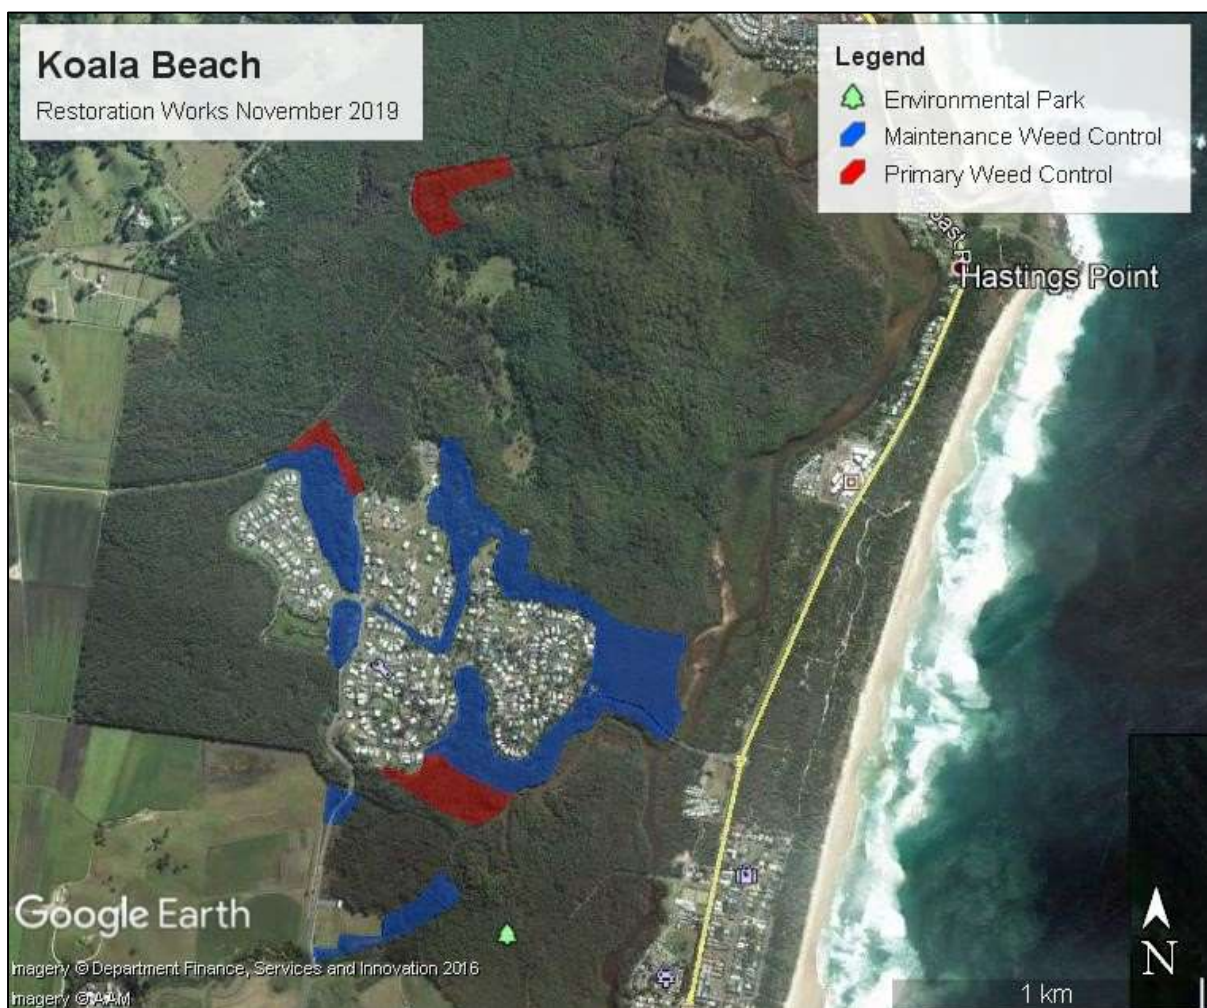 Koala Beach
Restoration Works November 2019
Legend
Environmental Park
Maintenance Weed Control
Primary Weed Control
Hastings Point
Google Earth
Imagery © Department Finance, Services and Innovation 2016
Imagery © AAM
N
1 km